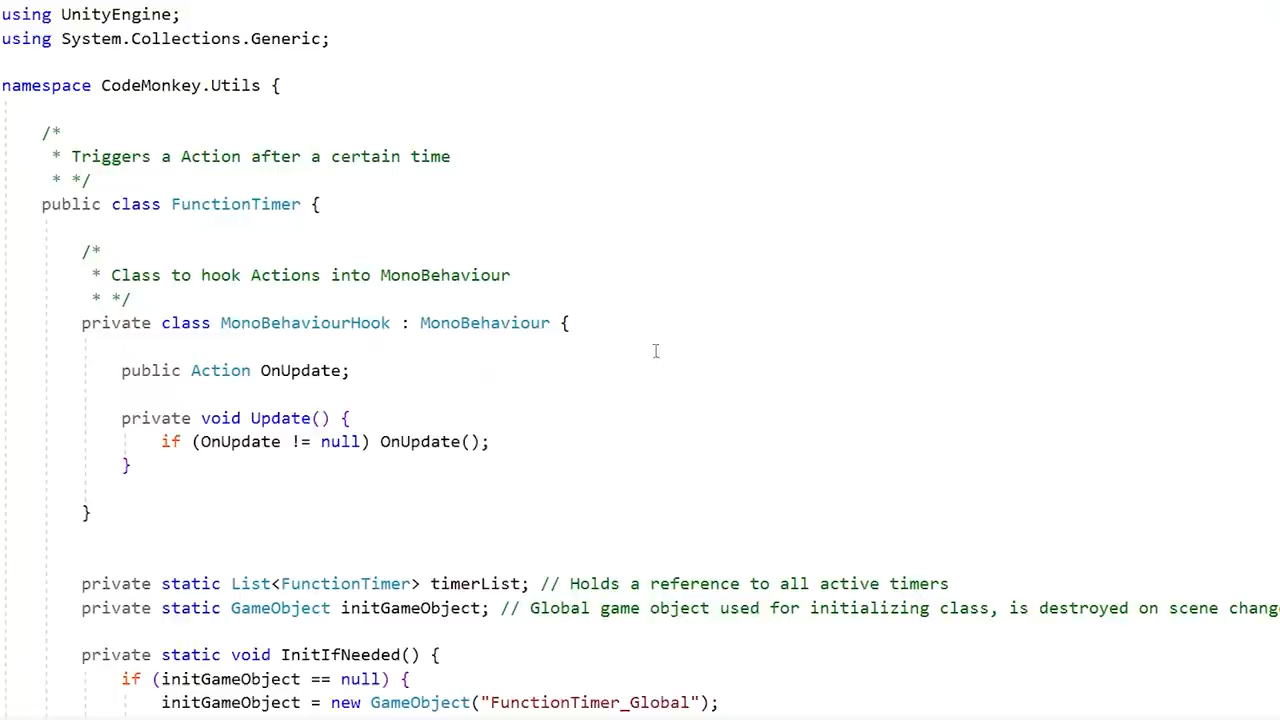 using UnityEngine;
using System.Collections.Generic;
namespace CodeMonkey.Utils {
/*
* Triggers a Action after a certain time
* */
public class FunctionTimer {
/*
* Class to hook Actions into MonoBehaviour
* */
private class MonoBehaviourHook : MonoBehaviour {
public Action OnUpdate;
private void Update() {
if (OnUpdate != null) OnUpdate();
}
}
private static List<FunctionTimer> timerList; // Holds a reference to all active timers
private static GameObject initGameObject; // Global game object used for initializing class, is destroyed on scene change
private static void InitIfNeeded() {
if (initGameObject == null) {
initGameObject = new GameObject("FunctionTimer_Global");